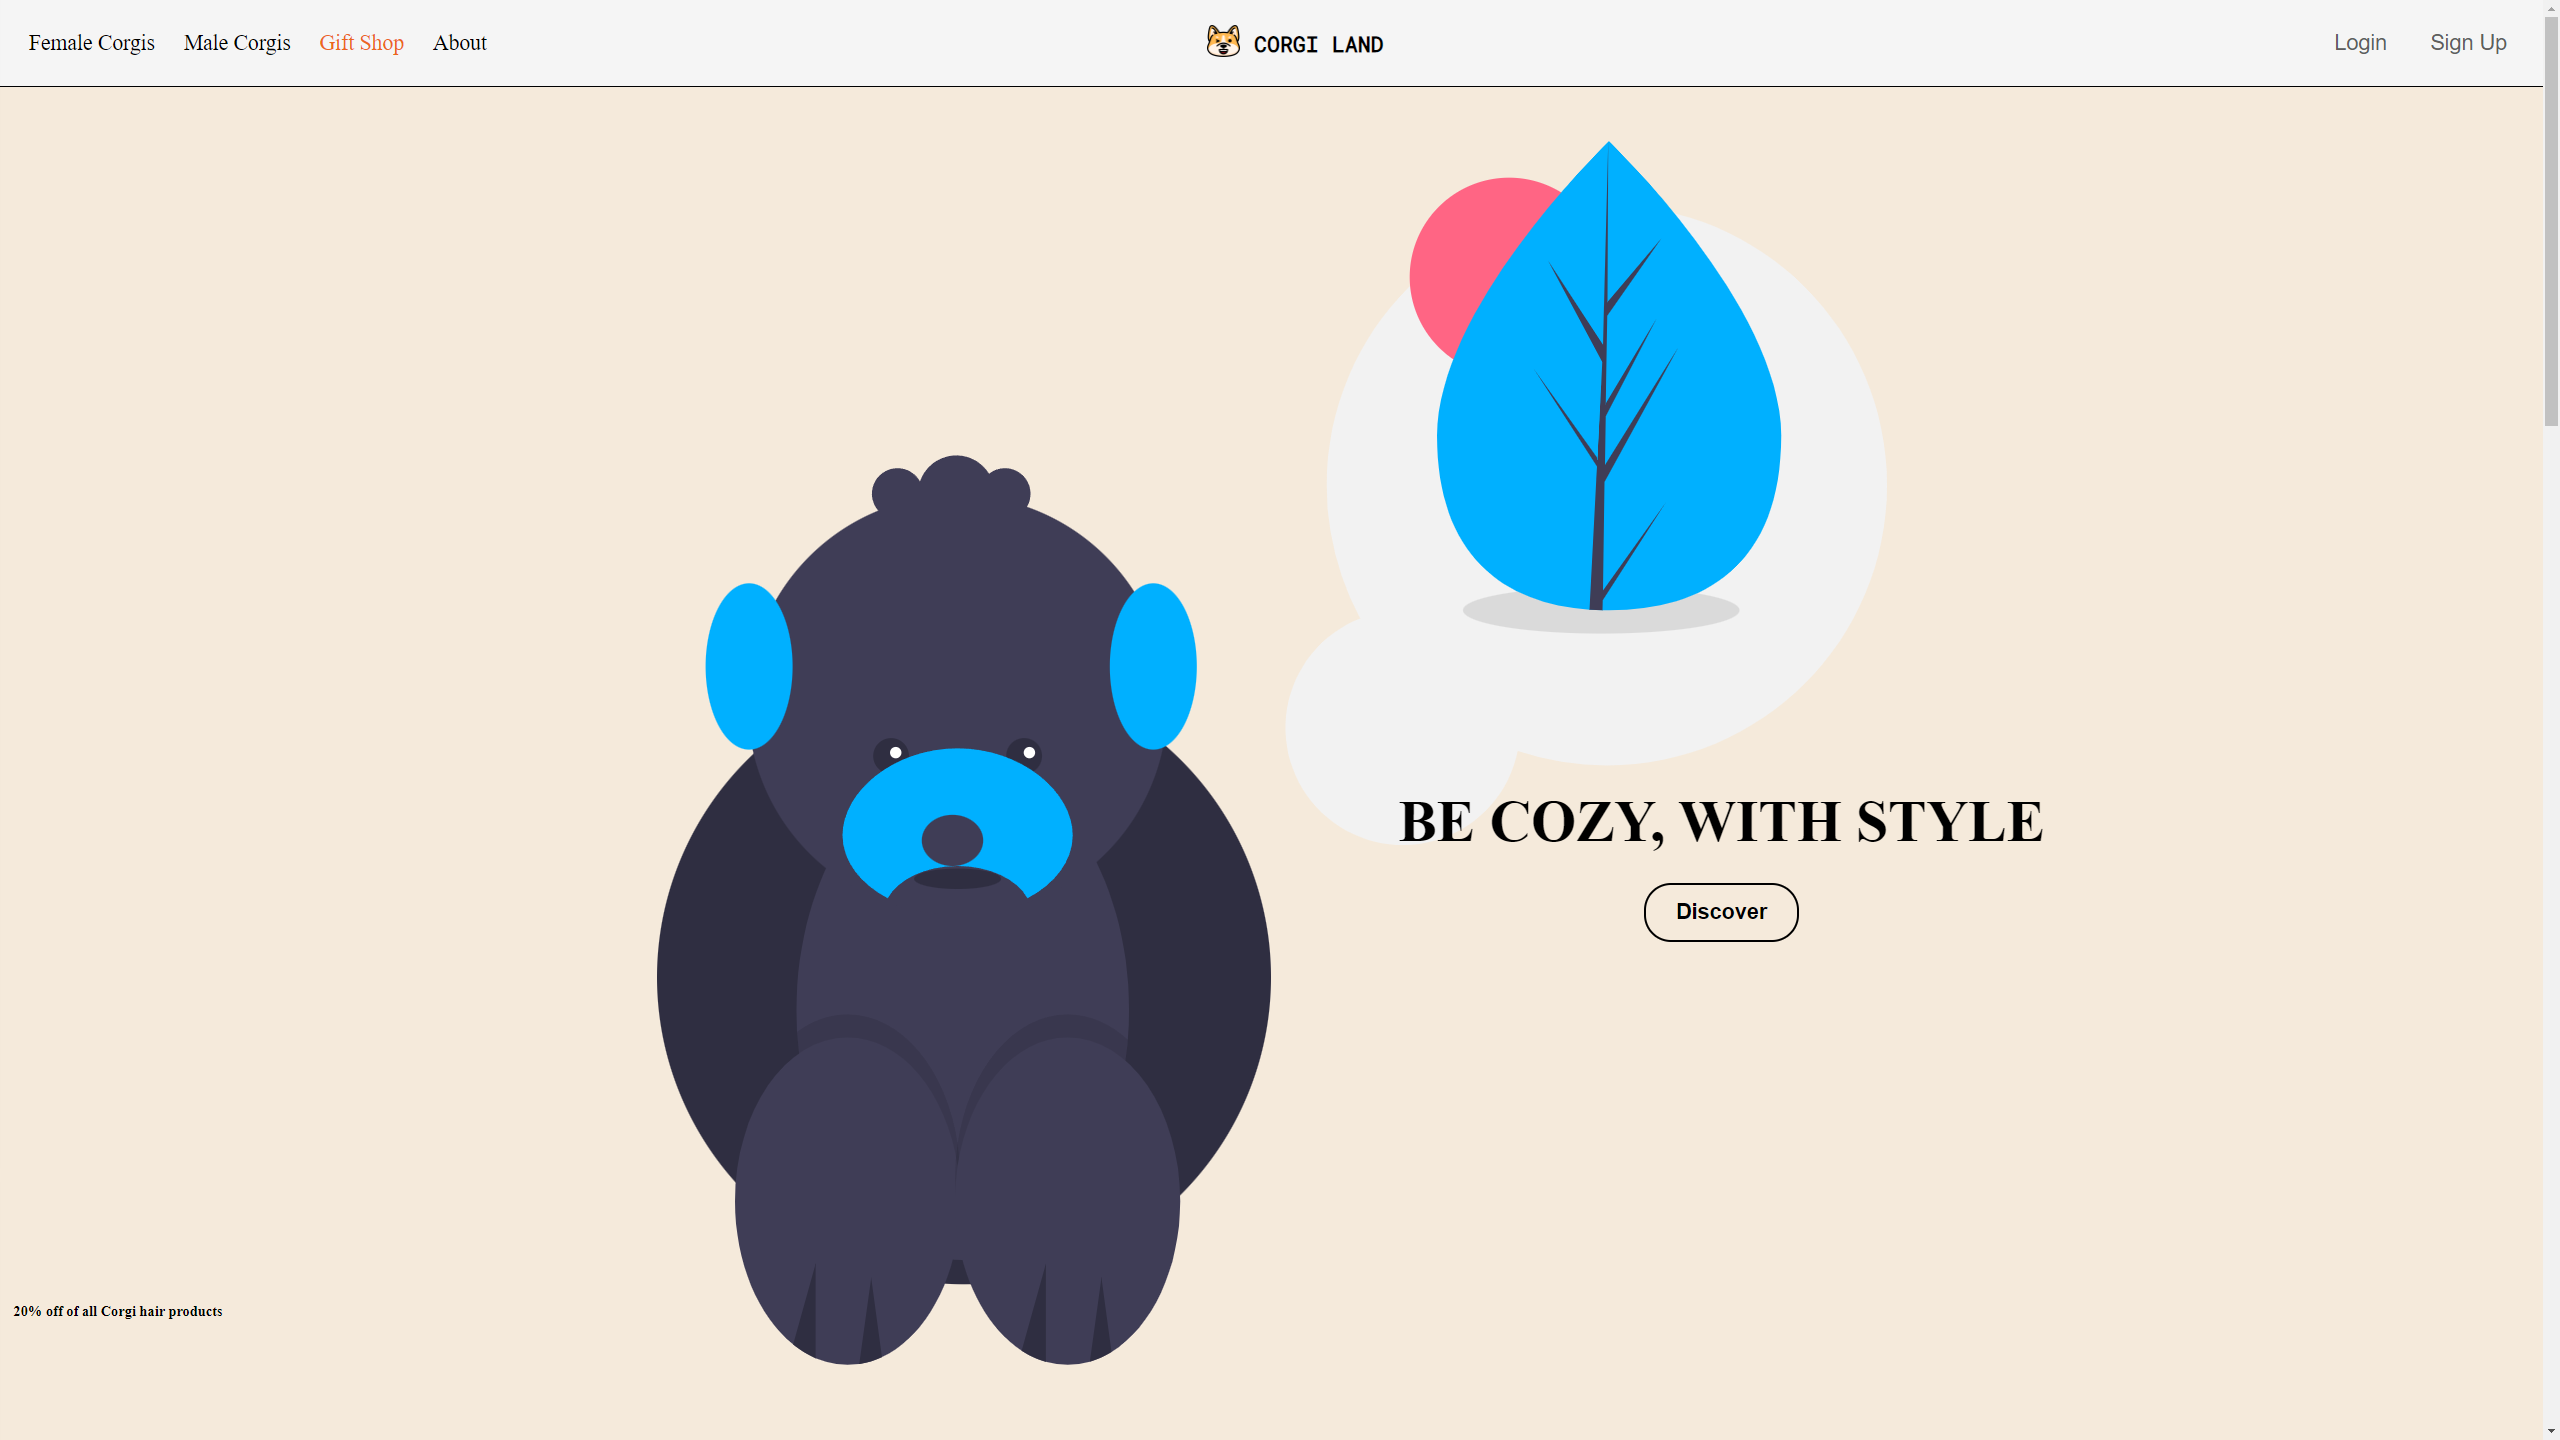 Female Corgis Male Corgis Gift Shop About
CORGI LAND
Login Sign Up
BE COZY, WITH STYLE
Discover
20% off of all Corgi hair products